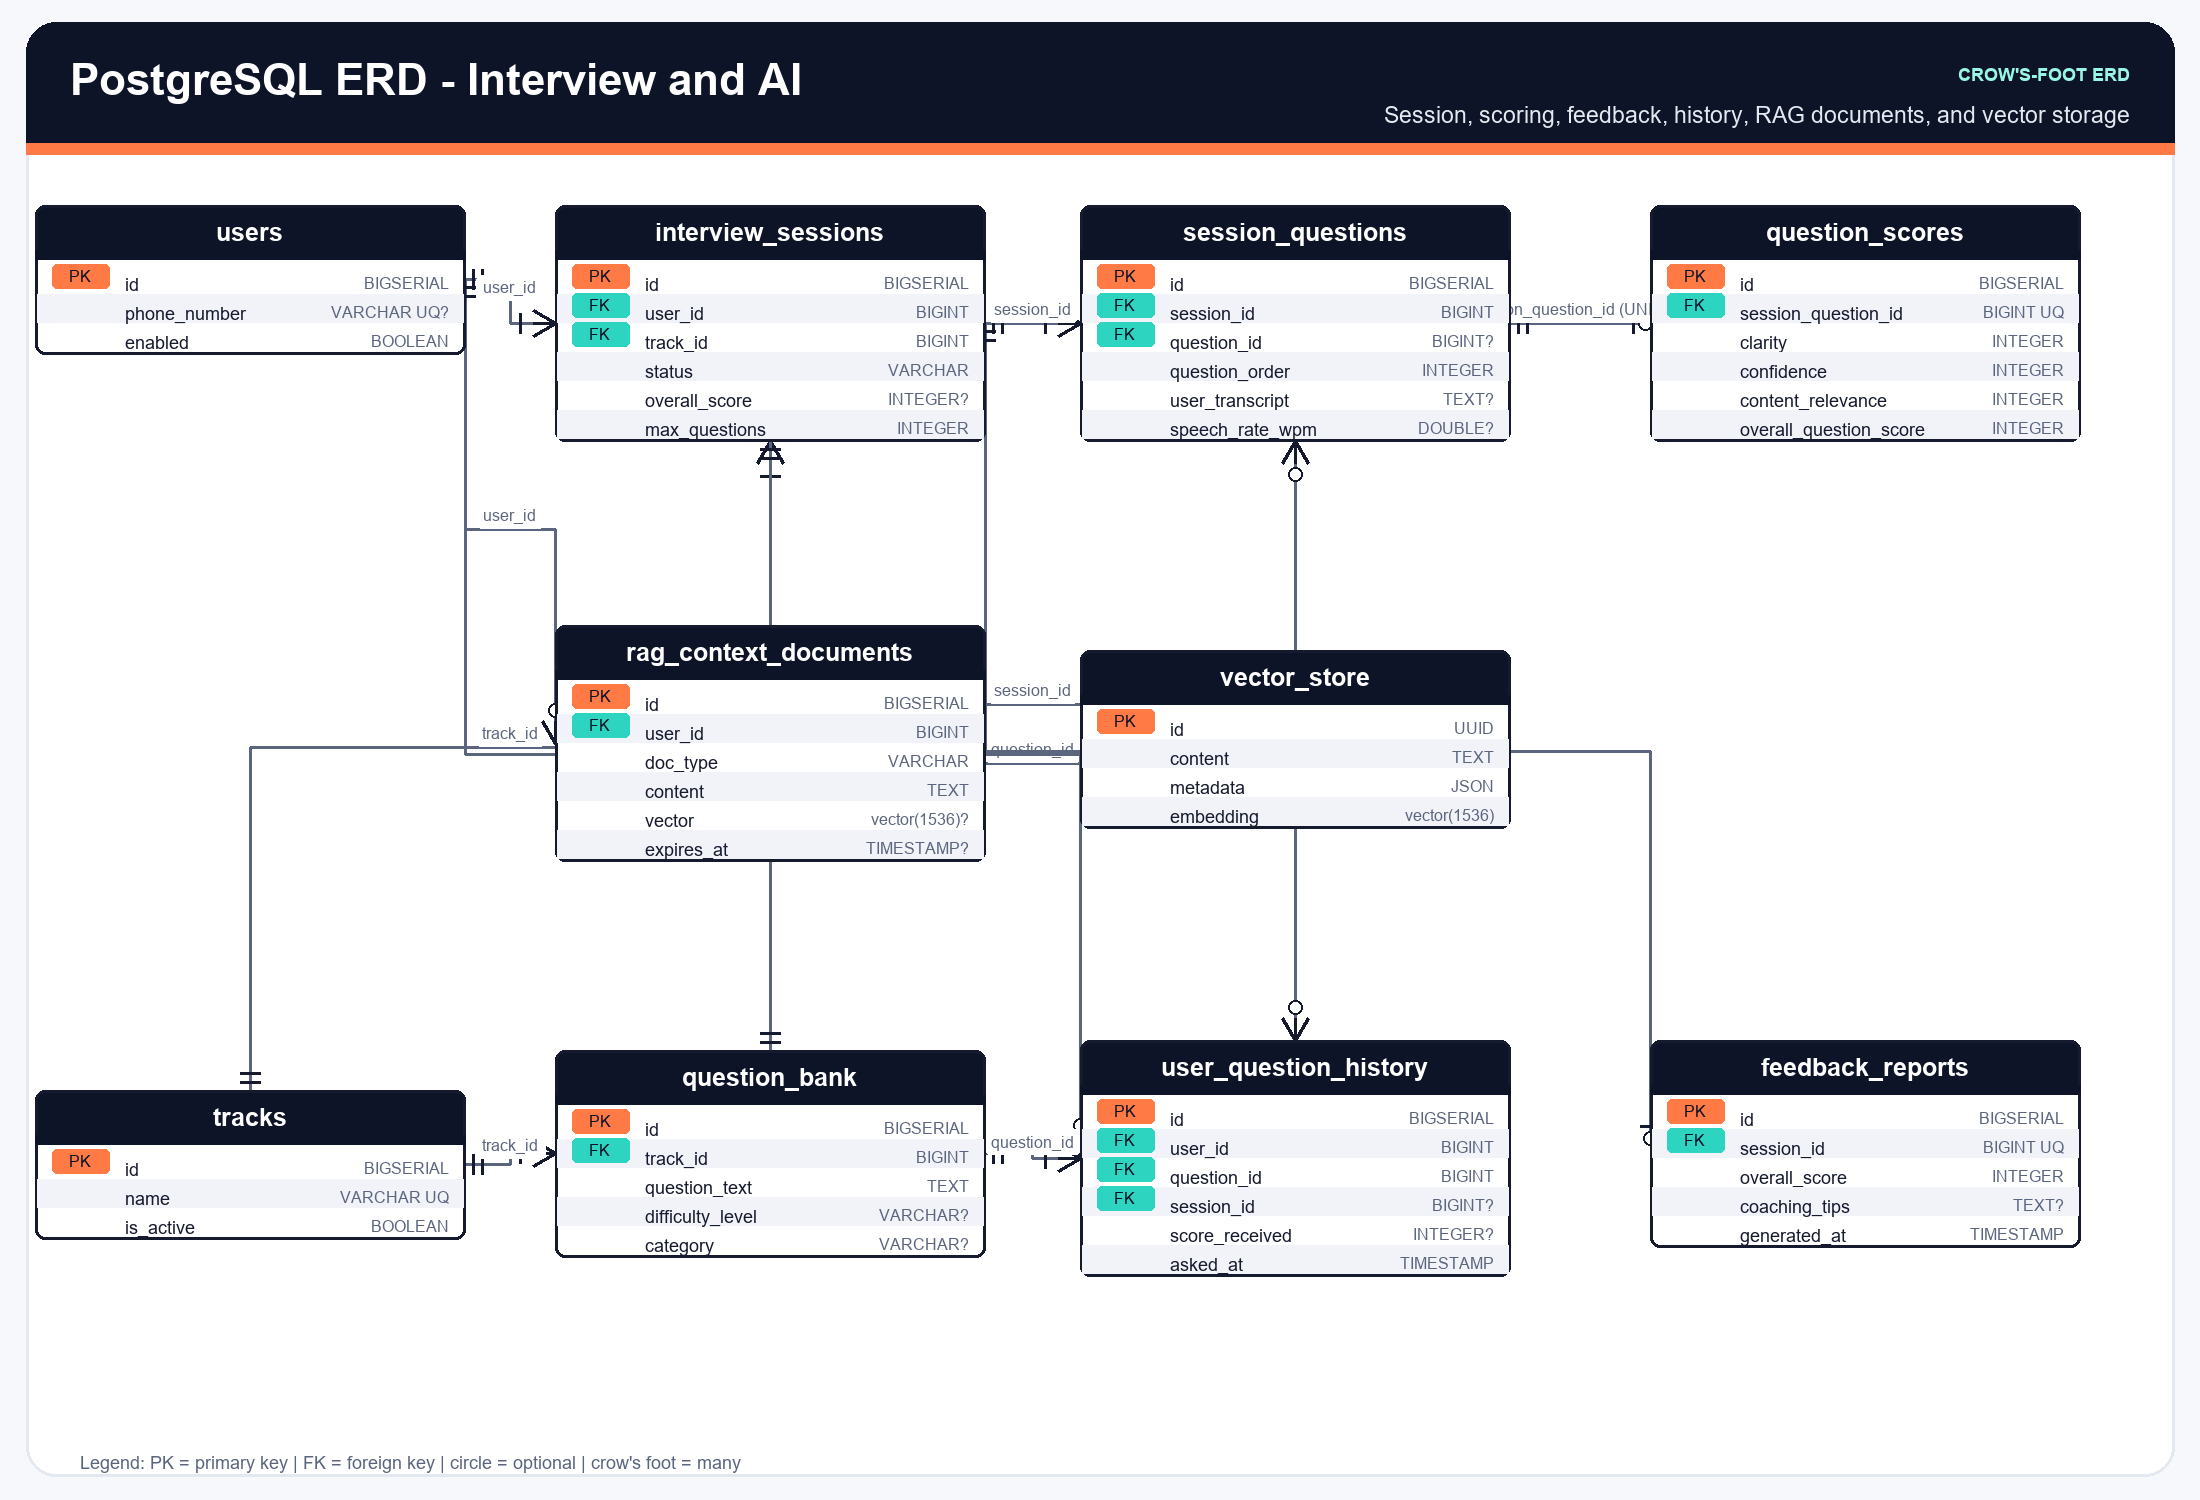 PostgreSQL ERD - Interview and AI
CROW'S-FOOT ERD
Session, scoring, feedback, history, RAG documents, and vector storage
users
PK id BIGSERIAL
phone_number VARCHAR UQ?
enabled BOOLEAN
user_id
interview_sessions
PK id BIGSERIAL
FK user_id BIGINT
FK track_id BIGINT
status VARCHAR
overall_score INTEGER?
max_questions INTEGER
session_id
session_questions
PK id BIGSERIAL
FK session_id BIGINT
FK question_id BIGINT?
question_order INTEGER
user_transcript TEXT?
speech_rate_wpm DOUBLE?
on_question_id (UNI
question_scores
PK id BIGSERIAL
FK session_question_id BIGINT UQ
clarity INTEGER
confidence INTEGER
content_relevance INTEGER
overall_question_score INTEGER
user_id
track_id
rag_context_documents
PK id BIGSERIAL
FK user_id BIGINT
doc_type VARCHAR
content TEXT
vector vector(1536)?
expires_at TIMESTAMP?
session_id
question_id
vector_store
PK id UUID
content TEXT
metadata JSON
embedding vector(1536)
tracks
PK id BIGSERIAL
name VARCHAR UQ
is_active BOOLEAN
track_id
question_bank
PK id BIGSERIAL
FK track_id BIGINT
question_text TEXT
difficulty_level VARCHAR?
category VARCHAR?
question_id
user_question_history
PK id BIGSERIAL
FK user_id BIGINT
FK question_id BIGINT
FK session_id BIGINT?
score_received INTEGER?
asked_at TIMESTAMP
feedback_reports
PK id BIGSERIAL
FK session_id BIGINT UQ
overall_score INTEGER
coaching_tips TEXT?
generated_at TIMESTAMP
Legend: PK = primary key | FK = foreign key | circle = optional | crow's foot = many